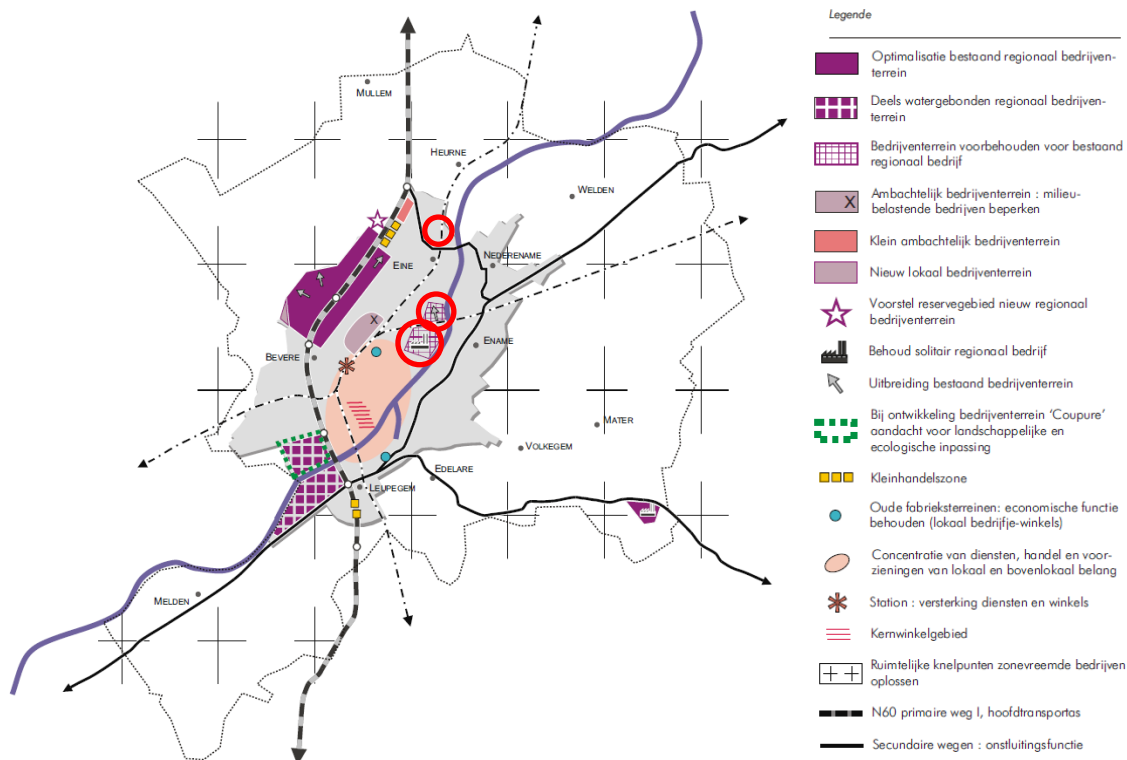 MULLEM
HEURNE
WELDEN
NEDERENAME
EINE
X
ENAME
BEVERE
MATER
VOLKEGEM
EDELARE
LEUPEGEM
MELDEN
Legende
Optimalisatie bestaand regionaal bedrijven-
terrein
Deels watergebonden regionaal bedrijven-
terrein
Bedrijventerrein voorbehouden voor bestaand
regionaal bedrijf
X
Ambachtelijk bedrijventerrein : milieu-
belastende bedrijven beperken
Klein ambachtelijk bedrijventerrein
Nieuw lokaal bedrijventerrein
Voorstel reservegebied nieuw regionaal
bedrijventerrein
Behoud solitair regionaal bedrijf
Uitbreiding bestaand bedrijventerrein
Bij ontwikkeling bedrijventerrein 'Coupure'
aandacht voor landschappelijke en
ecologische inpassing
Kleinhandelszone
Oude fabrieksterreinen: economische functie
behouden (lokaal bedrijfje-winkels)
Concentratie van diensten, handel en voor-
zieningen van lokaal en bovenlokaal belang
Station : versterking diensten en winkels
Kernwinkelgebied
Ruimtelijke knelpunten zonevreemde bedrijven
oplossen
N60 primaire weg I, hoofdtransportas
Secundaire wegen : onstluitingsfunctie